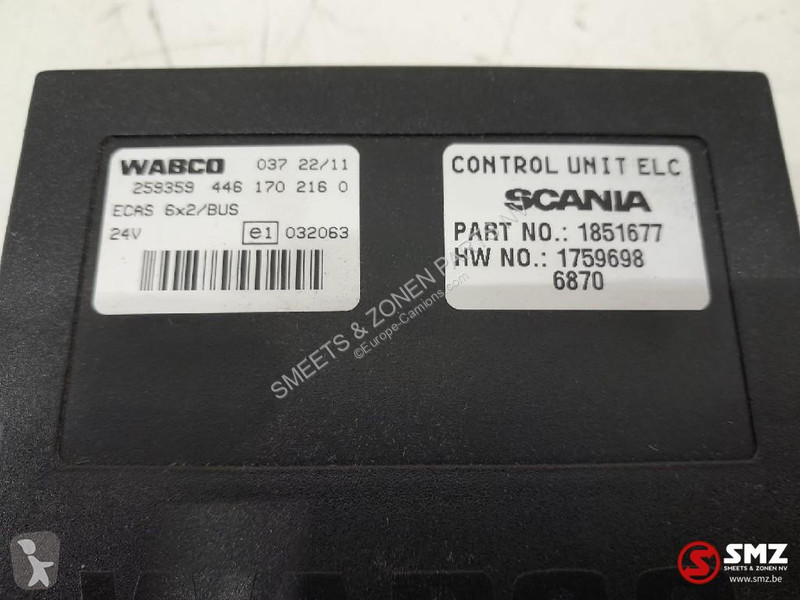 WABCO 037 22/11
259359 446 170 216 0
ECAS 6x2/BUS
24V e1 032063
CONTROL UNIT ELC
SCANIA
PART NO.: 1851677
HW NO.: 1759698
6870
SMEETS & ZONEN
©Europe-Camions.com
SMZ
SMEETS & ZONEN NV
www.smz.be